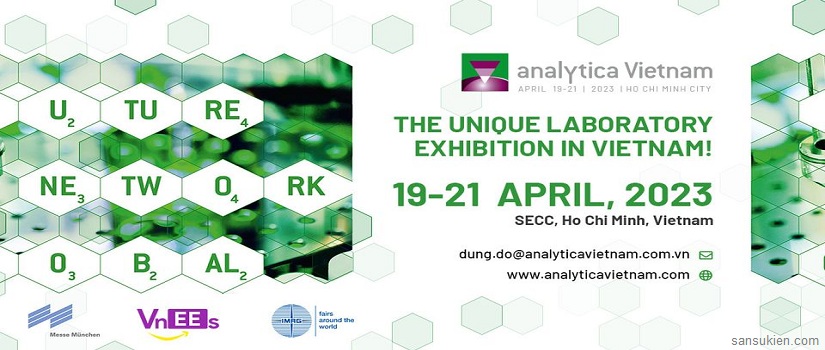 U2 TU RE4
NE3 TW O4 RK
O3 B2 AL2
analytica Vietnam
APRIL 19-21 | 2023 | HO CHI MINH CITY
THE UNIQUE LABORATORY
EXHIBITION IN VIETNAM!
19-21 APRIL, 2023
SECC, Ho Chi Minh, Vietnam
dung.do@analyticavietnam.com.vn
www.analyticavietnam.com
Messe München
VnEEs
IMAG
fairs
around the
world
sansukien.com